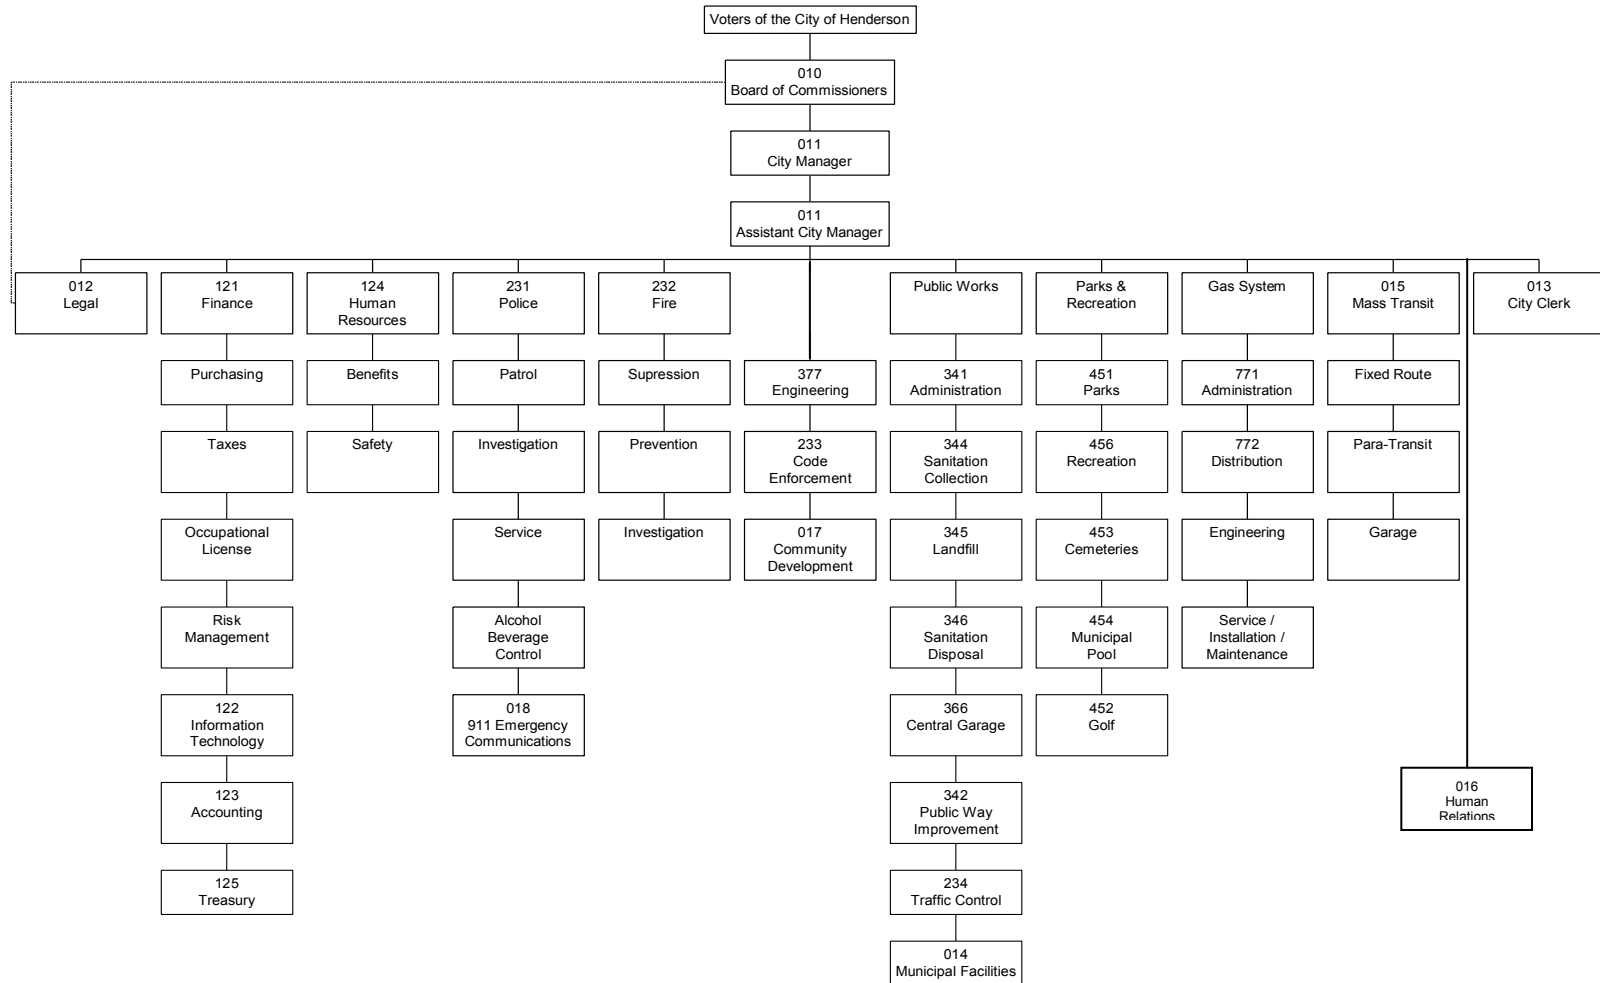 Voters of the City of Henderson
010
Board of Commissioners
011
City Manager
011
Assistant City Manager
012
Legal
121
Finance
124
Human
Resources
231
Police
232
Fire
Public Works
Parks &
Recreation
Gas System
015
Mass Transit
013
City Clerk
Purchasing
Benefits
Patrol
Supression
377
Engineering
341
Administration
451
Parks
771
Administration
Fixed Route
Taxes
Safety
Investigation
Prevention
233
Code
Enforcement
344
Sanitation
Collection
456
Recreation
772
Distribution
Para-Transit
Occupational
License
Service
Investigation
017
Community
Development
345
Landfill
453
Cemeteries
Engineering
Garage
Risk
Management
Alcohol
Beverage
Control
346
Sanitation
Disposal
454
Municipal
Pool
Service /
Installation /
Maintenance
122
Information
Technology
018
911 Emergency
Communications
366
Central Garage
452
Golf
016
Human
Relations
123
Accounting
342
Public Way
Improvement
125
Treasury
234
Traffic Control
014
Municipal Facilities